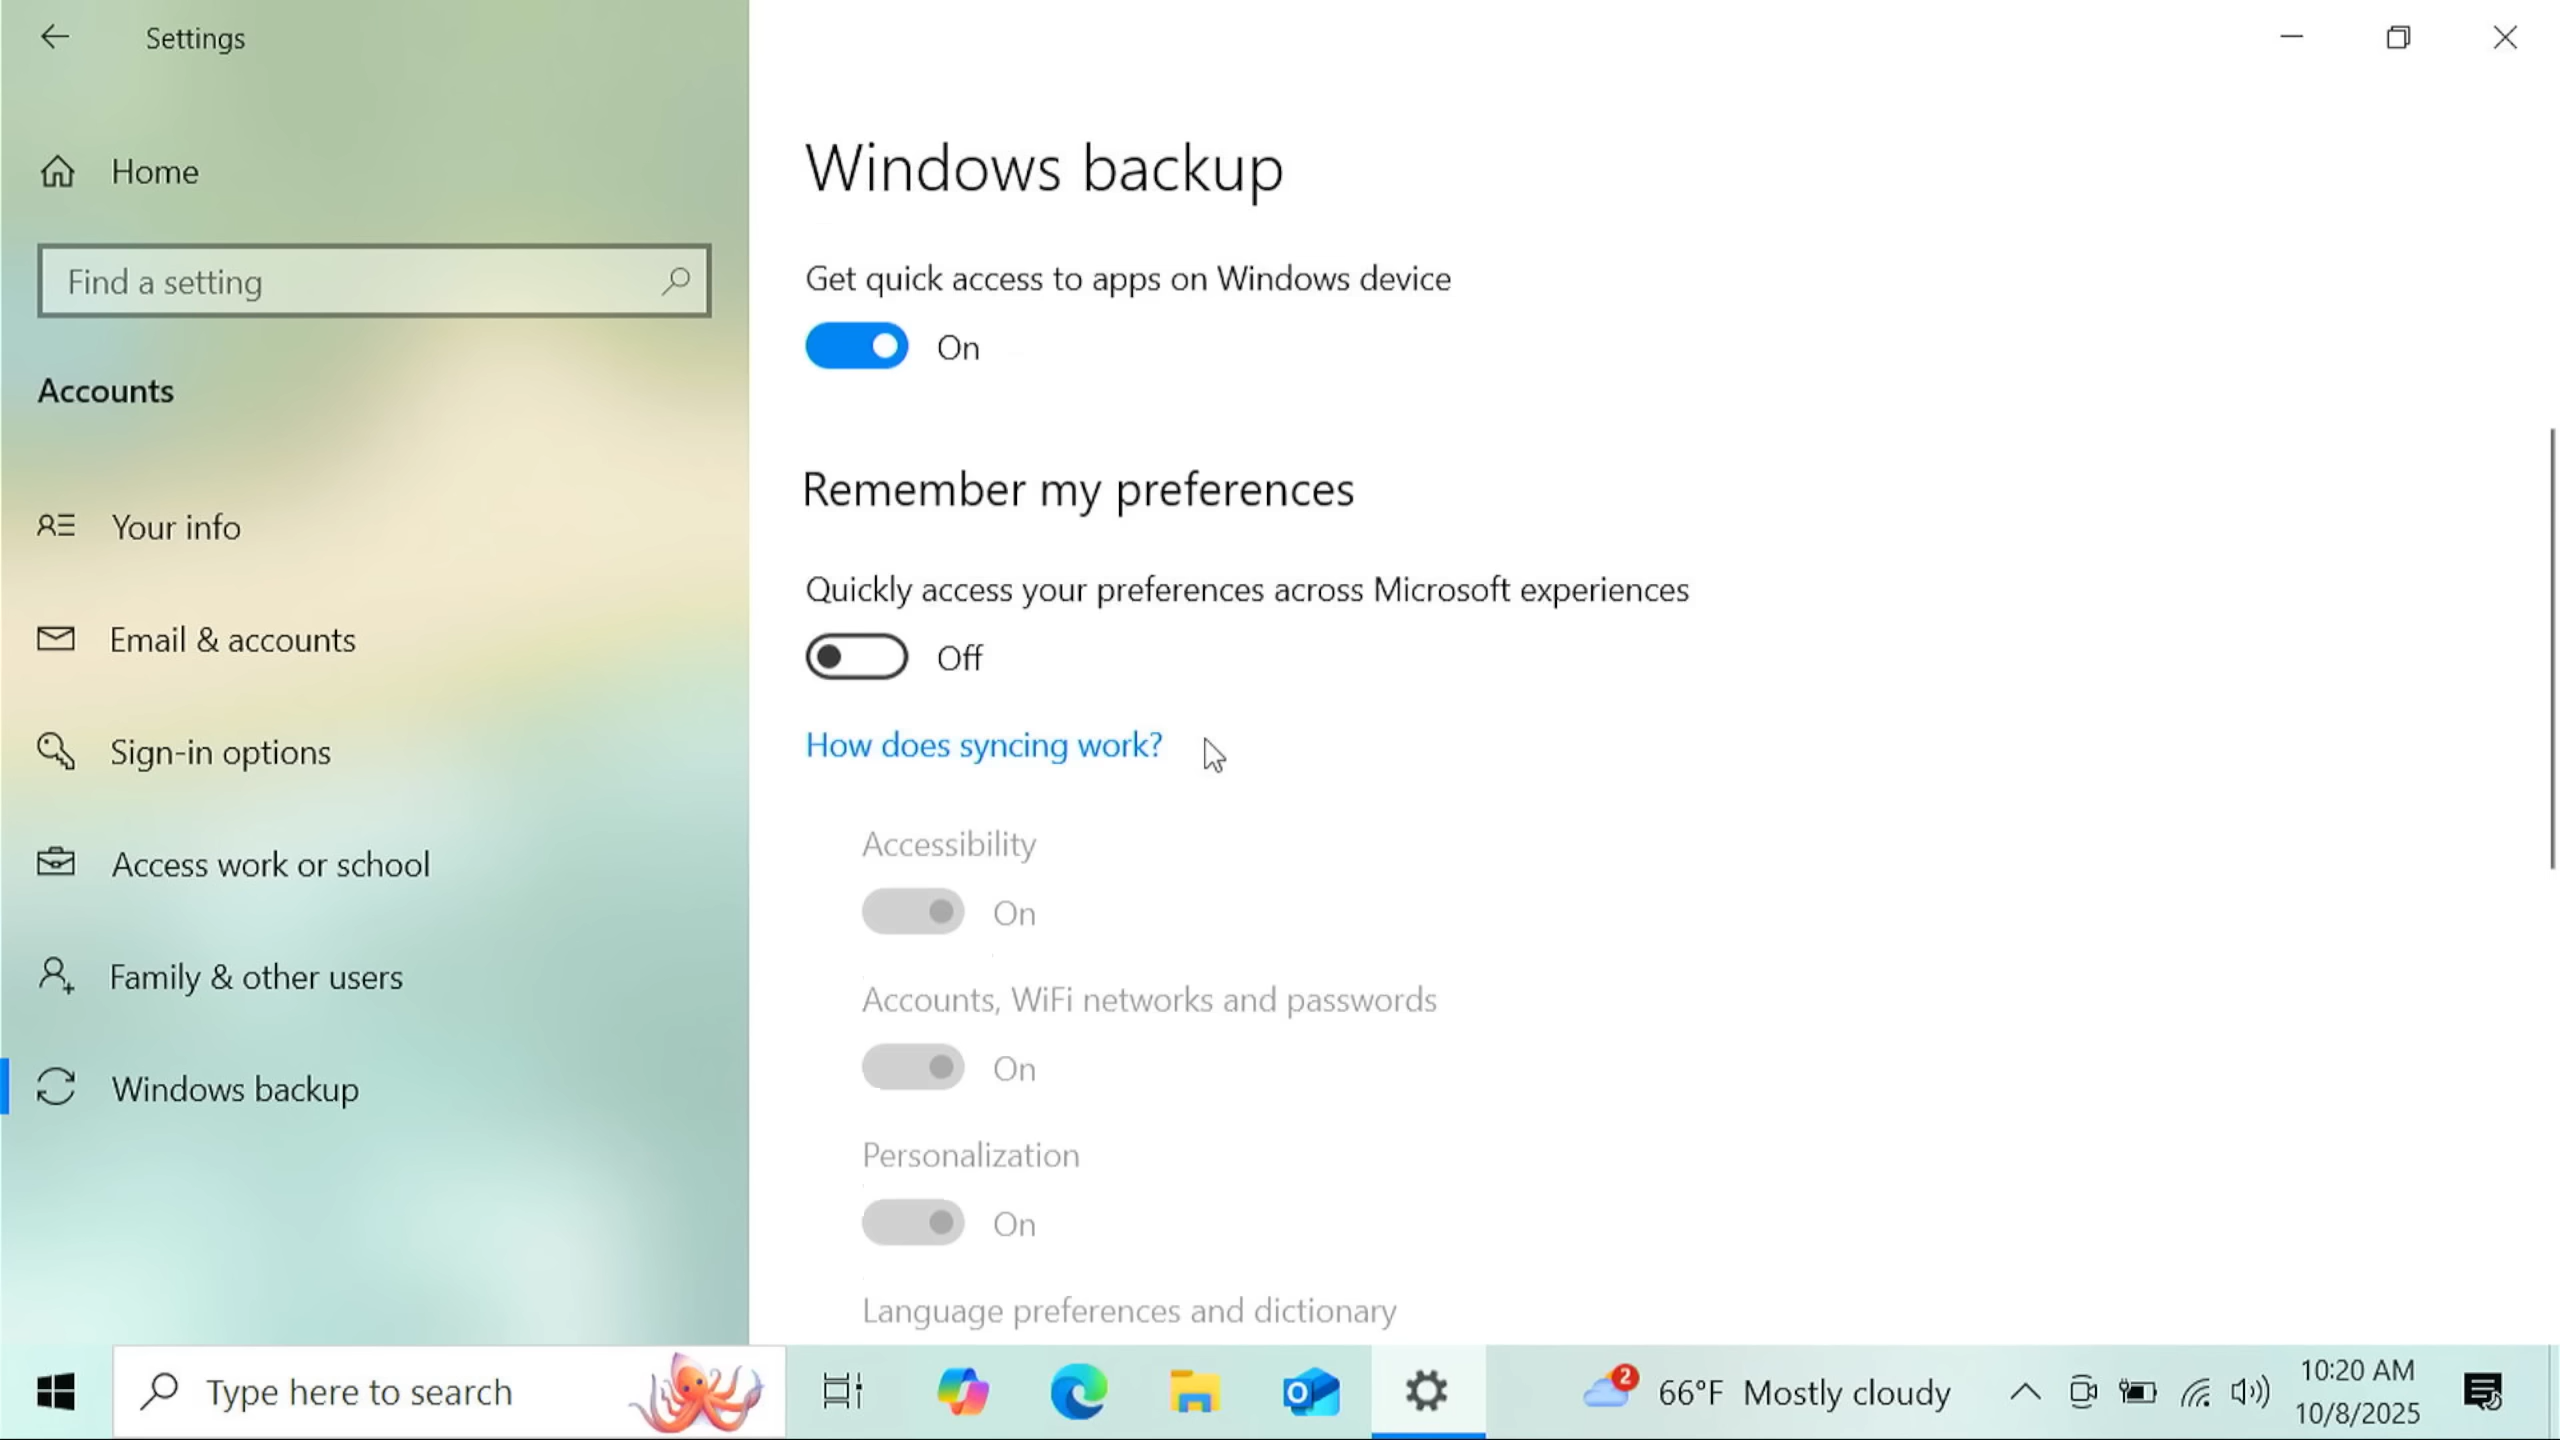 Settings
Home
Find a setting
Accounts
Your info
Email & accounts
Sign-in options
Access work or school
Family & other users
Windows backup
Windows backup
Get quick access to apps on Windows device
On
Remember my preferences
Quickly access your preferences across Microsoft experiences
Off
How does syncing work?
Accessibility
On
Accounts, WiFi networks and passwords
On
Personalization
On
Language preferences and dictionary
Type here to search
2
66°F Mostly cloudy
10:20 AM
10/8/2025